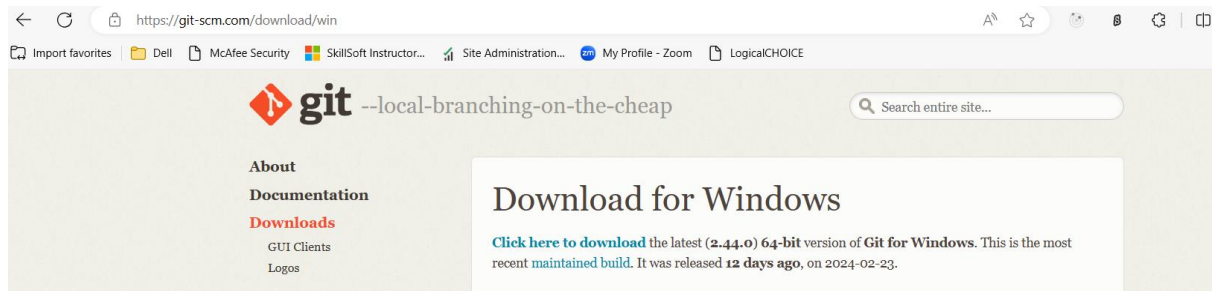 https://git-scm.com/download/win
Import favorites Dell McAfee Security SkillSoft Instructor... Site Administration... zm My Profile - Zoom LogicalCHOICE
git --local-branching-on-the-cheap Search entire site...
About
Documentation
Downloads
GUI Clients
Logos
Download for Windows
Click here to download the latest (2.44.0) 64-bit version of Git for Windows. This is the most
recent maintained build. It was released 12 days ago, on 2024-02-23.